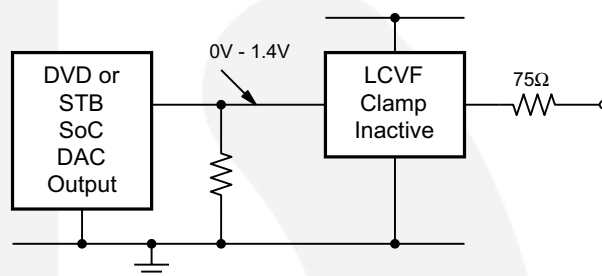 0V - 1.4V
DVD or
STB
SoC
DAC
Output
LCVF
Clamp
Inactive
75Ω